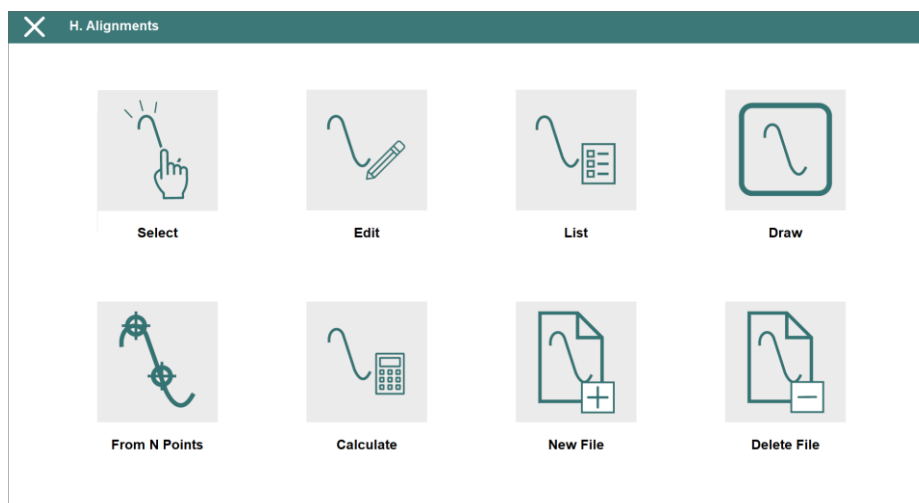 H. Alignments
Select
Edit
List
Draw
From N Points
Calculate
New File
Delete File